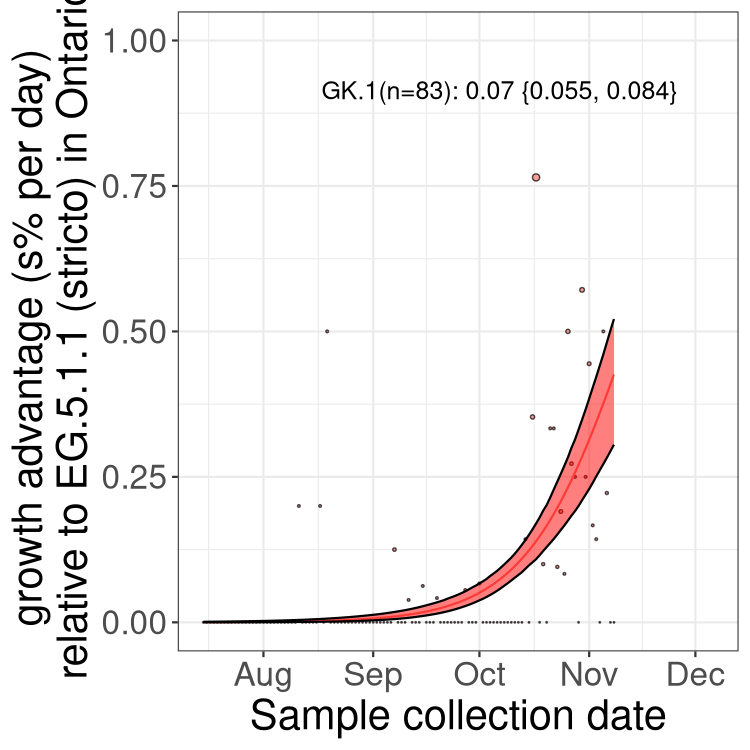 growth advantage (s% per day)
relative to EG.5.1.1 (stricto) in Ontario
1.00
0.75
0.50
0.25
0.00
GK.1(n=83): 0.07 {0.055, 0.084}
Aug Sep Oct Nov Dec
Sample collection date